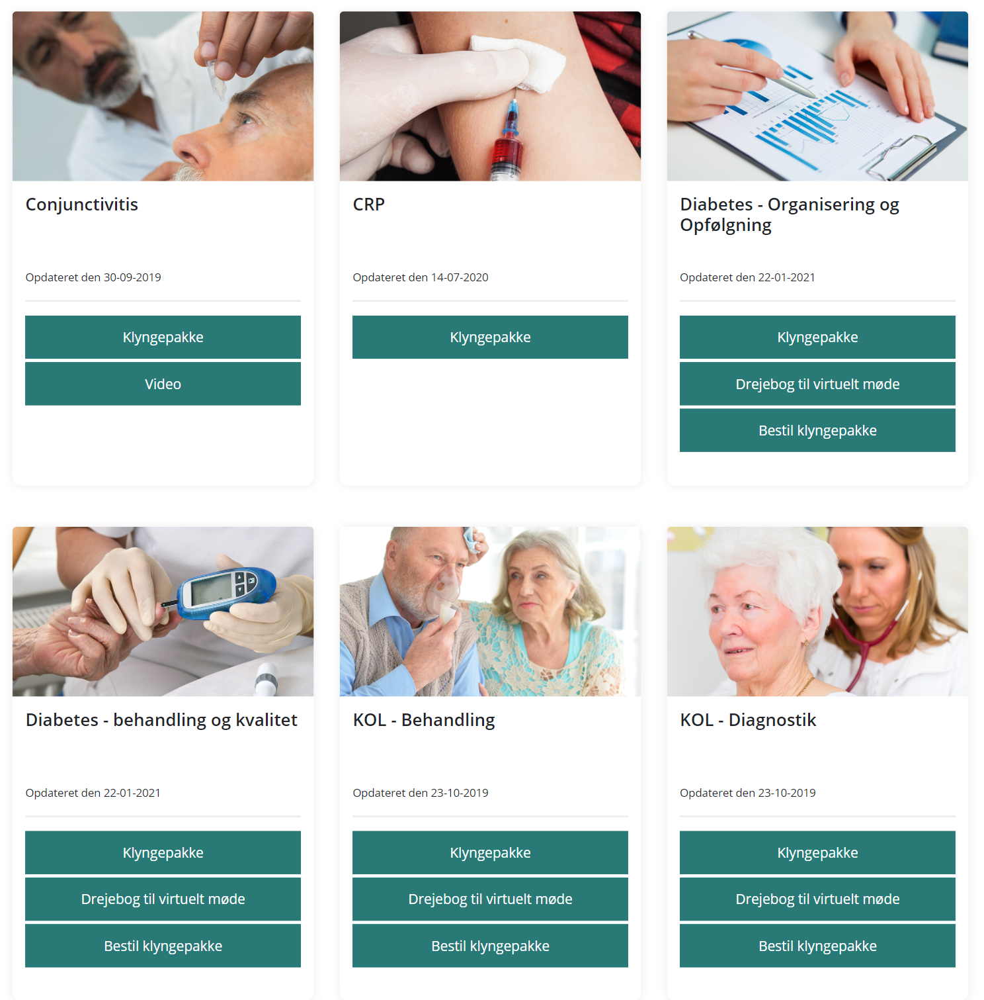 Conjunctivitis
Opdateret den 30-09-2019
Klyngepakke
Video
CRP
Opdateret den 14-07-2020
Klyngepakke
Diabetes - Organisering og
Opfølgning
Opdateret den 22-01-2021
Klyngepakke
Drejebog til virtuelt møde
Bestil klyngepakke
Diabetes - behandling og kvalitet
Opdateret den 22-01-2021
Klyngepakke
Drejebog til virtuelt møde
Bestil klyngepakke
KOL - Behandling
Opdateret den 23-10-2019
Klyngepakke
Drejebog til virtuelt møde
Bestil klyngepakke
KOL - Diagnostik
Opdateret den 23-10-2019
Klyngepakke
Drejebog til virtuelt møde
Bestil klyngepakke